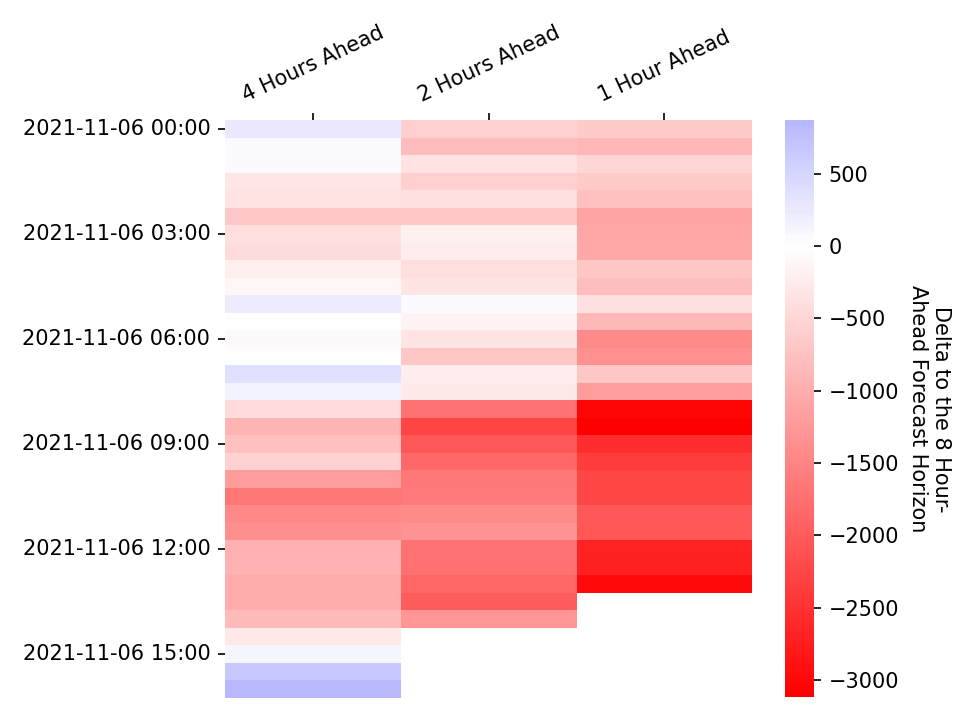 4 Hours Ahead
2 Hours Ahead
1 Hour Ahead
2021-11-06 00:00
2021-11-06 03:00
2021-11-06 06:00
2021-11-06 09:00
2021-11-06 12:00
2021-11-06 15:00
500
0
−500
−1000
−1500
−2000
−2500
−3000
Delta to the 8 Hour-
Ahead Forecast Horizon